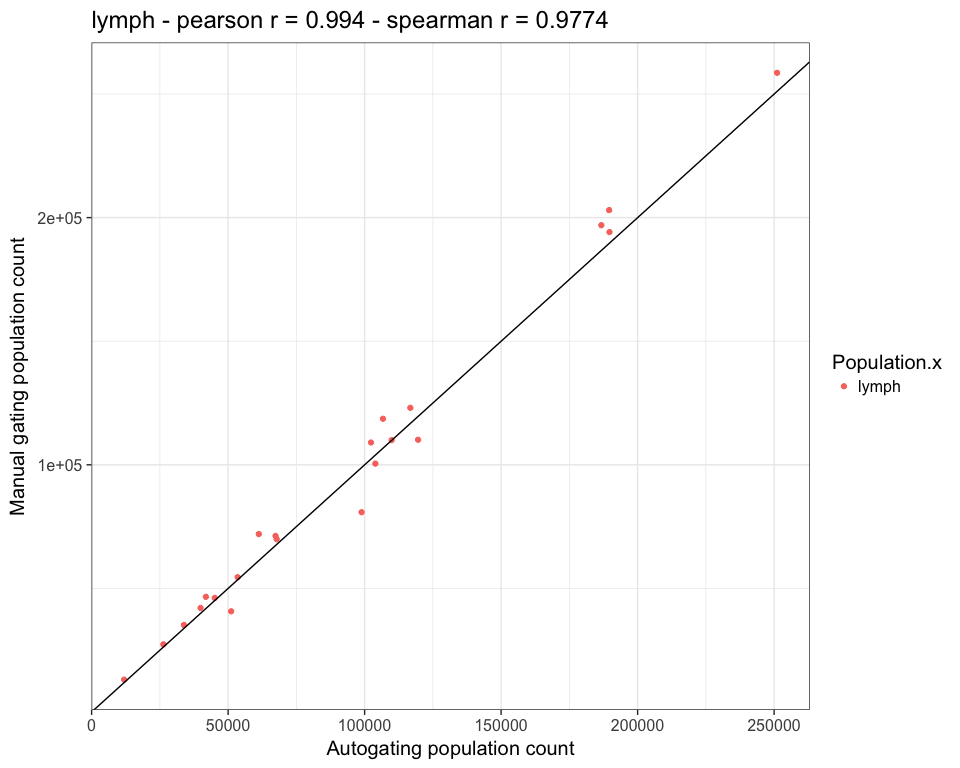 lymph - pearson r = 0.994 - spearman r = 0.9774
Manual gating population count
2e+05
1e+05
0 50000 100000 150000 200000 250000
Autogating population count
Population.x
lymph